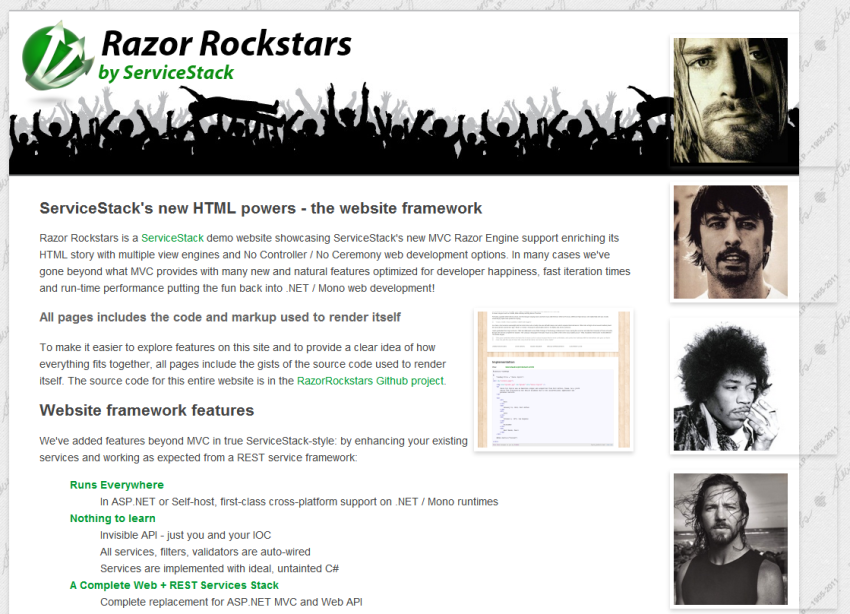 Razor Rockstars
by ServiceStack
ServiceStack's new HTML powers - the website framework
Razor Rockstars is a ServiceStack demo website showcasing ServiceStack's new MVC Razor Engine support enriching its
HTML story with multiple view engines and No Controller / No Ceremony web development options. In many cases we've
gone beyond what MVC provides with many new and natural features optimized for developer happiness, fast iteration times
and run-time performance putting the fun back into .NET / Mono web development!
All pages includes the code and markup used to render itself
To make it easier to explore features on this site and to provide a clear idea of how
everything fits together, all pages include the gists of the source code used to render
itself. The source code for this entire website is in the RazorRockstars Github project.
Website framework features
We've added features beyond MVC in true ServiceStack-style: by enhancing your existing
services and working as expected from a REST service framework:
Runs Everywhere
In ASP.NET or Self-host, first-class cross-platform support on .NET / Mono runtimes
Nothing to learn
Invisible API - just you and your IOC
All services, filters, validators are auto-wired
Services are implemented with ideal, untainted C#
A Complete Web + REST Services Stack
Complete replacement for ASP.NET MVC and Web API